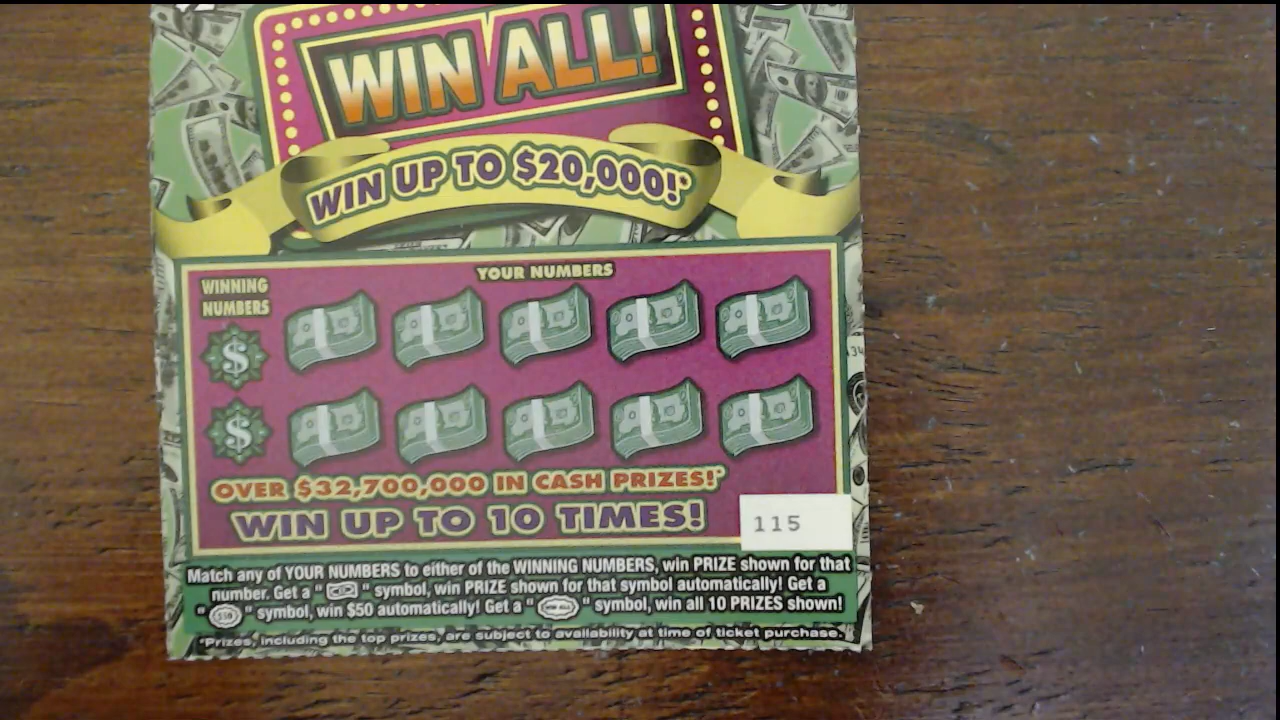 WIN ALL!
WIN UP TO $20,000!*
YOUR NUMBERS
WINNING
NUMBERS
$
$
OVER $32,700,000 IN CASH PRIZES!*
WIN UP TO 10 TIMES!
115
Match any of YOUR NUMBERS to either of the WINNING NUMBERS, win PRIZE shown for that
number. Get a " " symbol, win PRIZE shown for that symbol automatically! Get a
" $50 " symbol, win $50 automatically! Get a " WIN ALL " symbol, win all 10 PRIZES shown!
*Prizes, including the top prizes, are subject to availability at time of ticket purchase.